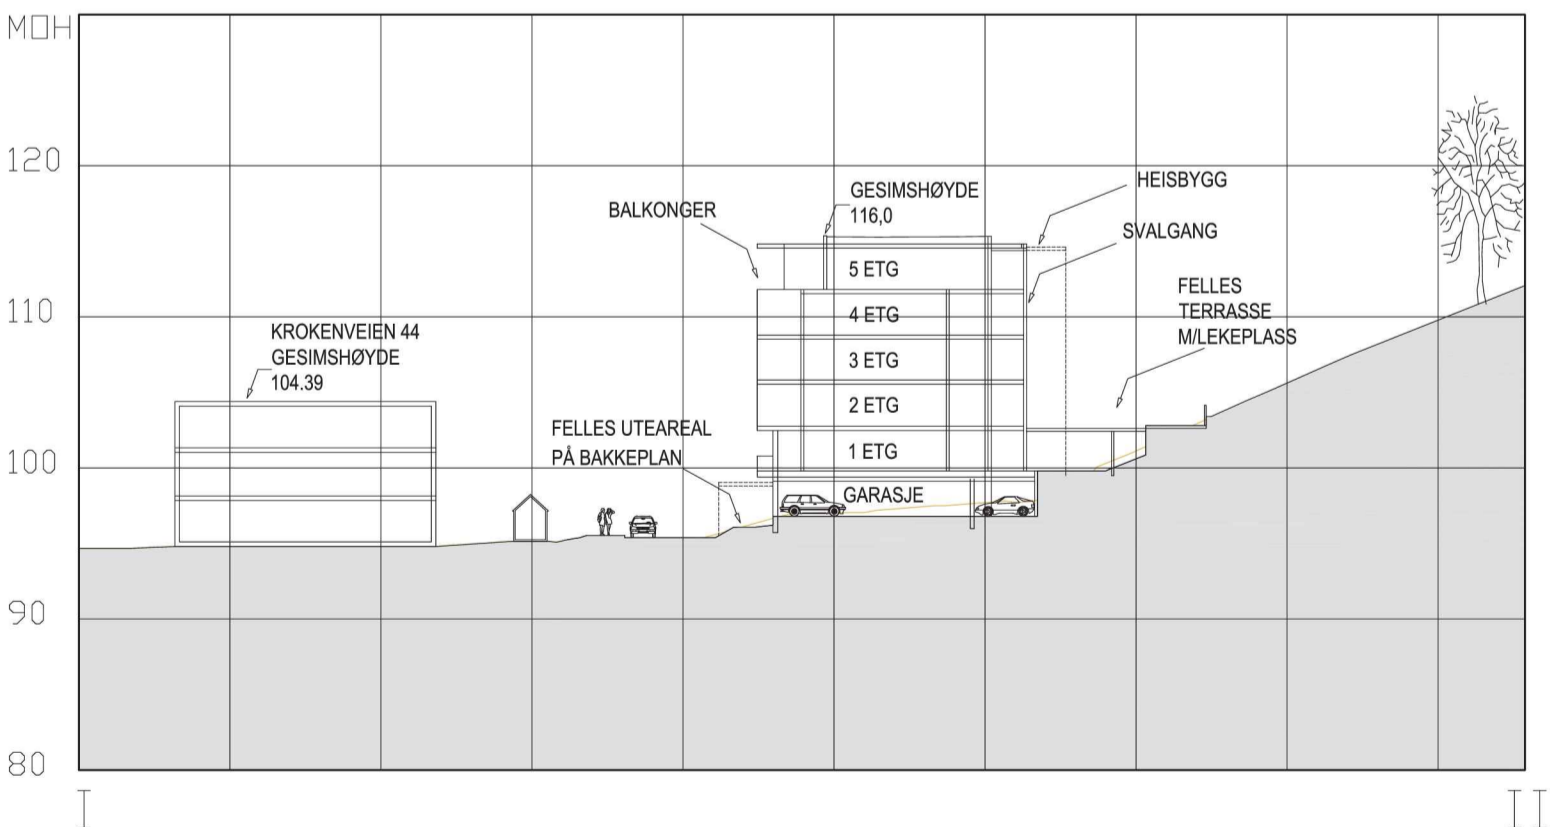 MOH
120
110
100
90
80
BALKONGER
GESIMSHØYDE
116,0
HEISBYGG
SVALGANG
FELLES
TERRASSE
M/LEKEPLASS
5 ETG
4 ETG
3 ETG
2 ETG
1 ETG
GARASJE
KROKENVEIEN 44
GESIMSHØYDE
104.39
FELLES UTEAREAL
PÅ BAKKEPLAN
I
II